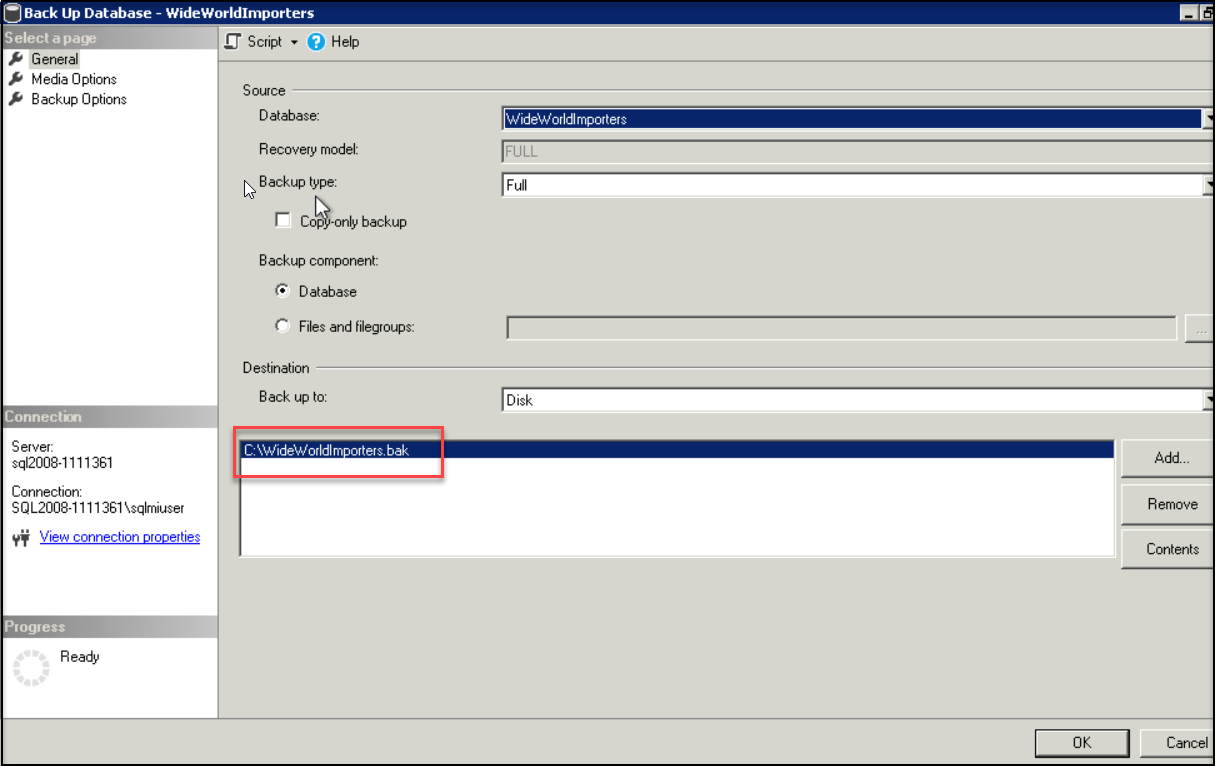 Back Up Database - WideWorldImporters
Select a page
General
Media Options
Backup Options
Script
Help
Source
Database:
WideWorldImporters
Recovery model:
FULL
Backup type:
Full
Copy-only backup
Backup component:
Database
Files and filegroups:
...
Destination
Back up to:
Disk
C:\WideWorldImporters.bak
Add...
Remove
Contents
Connection
Server:
sql2008-1111361
Connection:
SQL2008-1111361\sqlmiuser
View connection properties
Progress
Ready
OK
Cancel